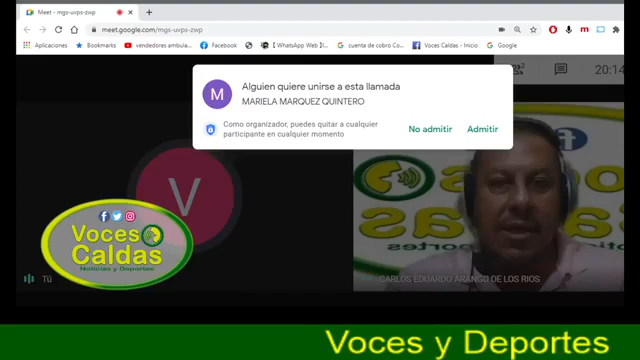 Meet - mgs-uvps-zwp
meet.google.com/mgs-uvps-zwp
Aplicaciones
Bookmarks
vendedores ambula...
Facebook
WhatsApp Web
cuenta de cobro Co...
Voces Caldas - Inicio
Google
2
20:14
Alguien quiere unirse a esta llamada
M
MARIELA MARQUEZ QUINTERO
Como organizador, puedes quitar a cualquier
participante en cualquier momento
No admitir
Admitir
V
Voces
Caldas
Noticias y Deportes
Tú
CARLOS EDUARDO ARANGO DE LOS RIOS
Voces y Deportes